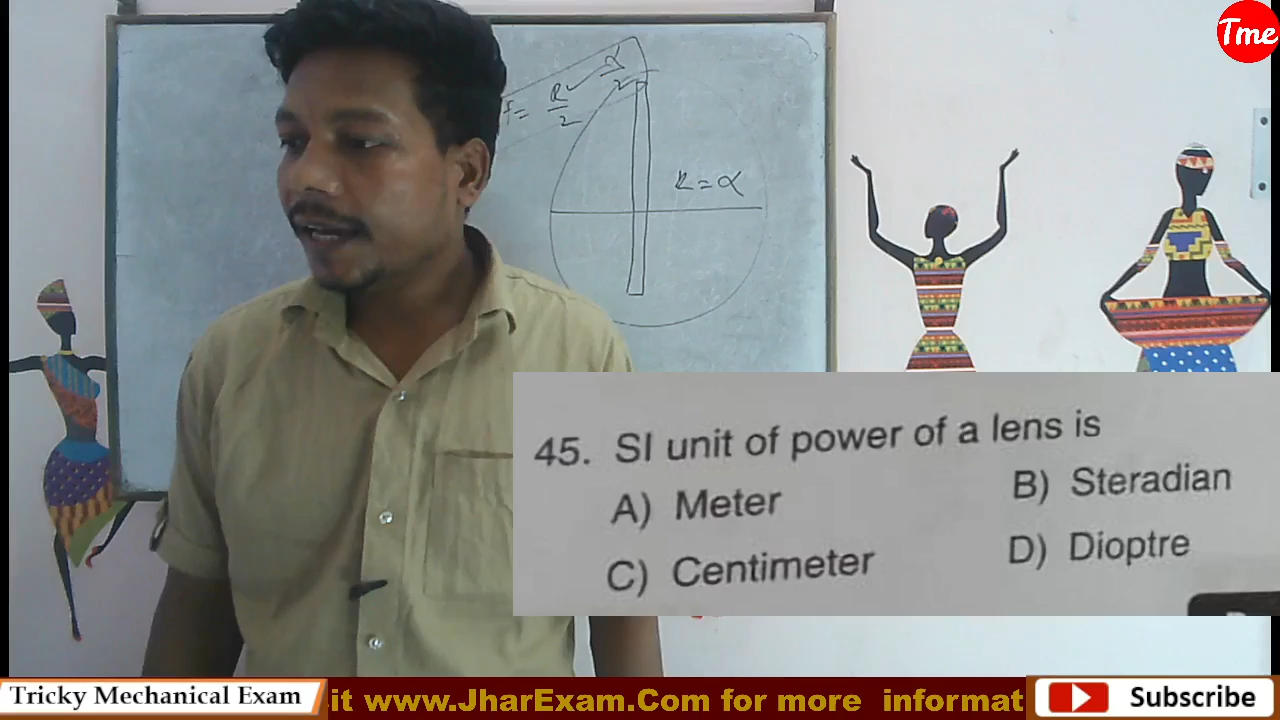 Tme
f = R/2
α/2
R = α
45. SI unit of power of a lens is
A) Meter
B) Steradian
C) Centimeter
D) Dioptre
Tricky Mechanical Exam
it www.JharExam.Com for more informat
Subscribe